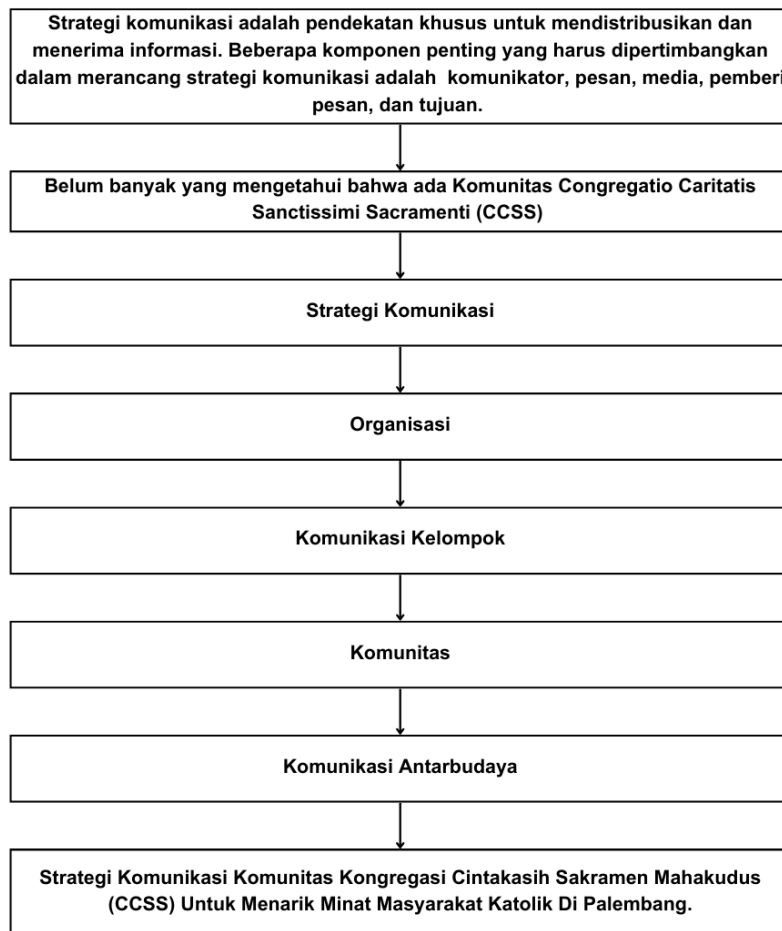 Strategi komunikasi adalah pendekatan khusus untuk mendistribusikan dan
menerima informasi. Beberapa komponen penting yang harus dipertimbangkan
dalam merancang strategi komunikasi adalah  komunikator, pesan, media, pemberi
pesan, dan tujuan.
Belum banyak yang mengetahui bahwa ada Komunitas Congregatio Caritatis
Sanctissimi Sacramenti (CCSS)
Strategi Komunikasi
Organisasi
Komunikasi Kelompok
Komunitas
Komunikasi Antarbudaya
Strategi Komunikasi Komunitas Kongregasi Cintakasih Sakramen Mahakudus
(CCSS) Untuk Menarik Minat Masyarakat Katolik Di Palembang.